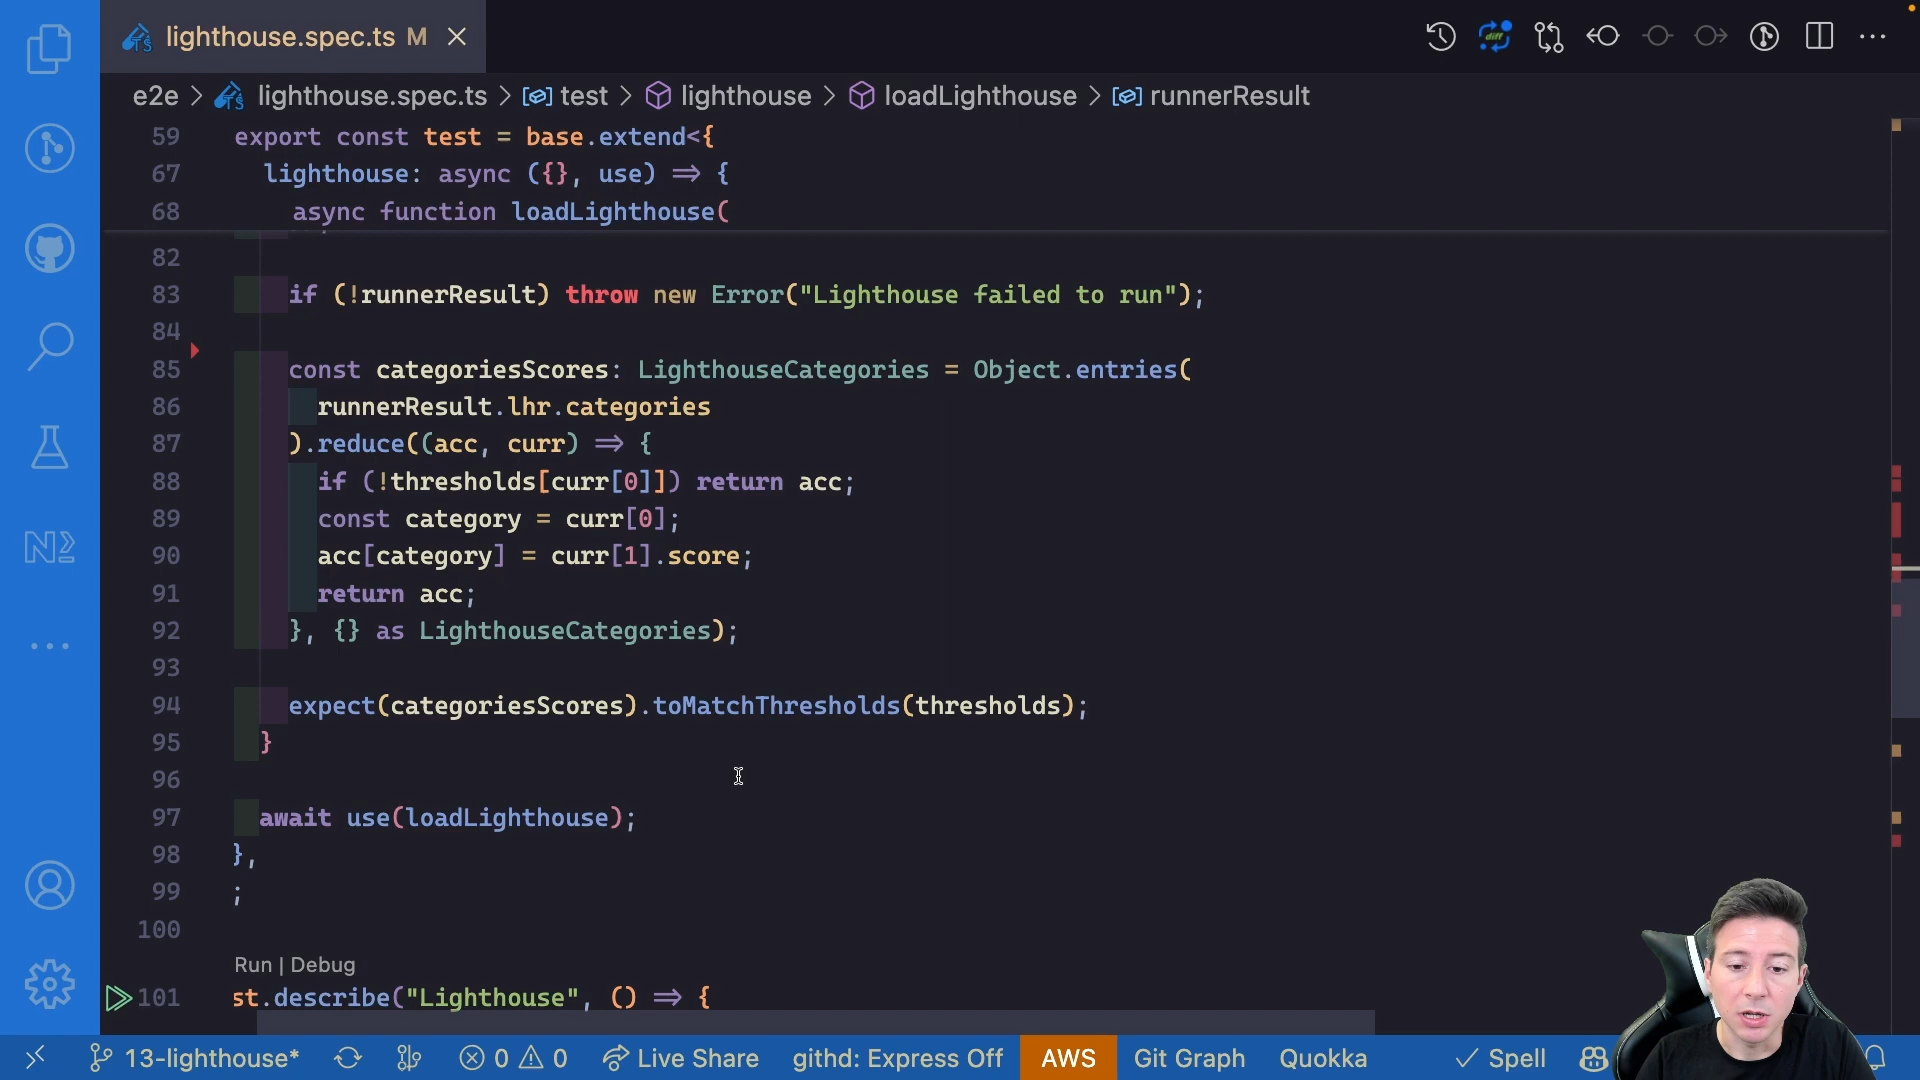 lighthouse.spec.ts M
e2e > lighthouse.spec.ts > test > lighthouse > loadLighthouse > runnerResult
59 export const test = base.extend<{
67 lighthouse: async ({}, use) => {
68 async function loadLighthouse(
82
83 if (!runnerResult) throw new Error("Lighthouse failed to run");
84
85 const categoriesScores: LighthouseCategories = Object.entries(
86 runnerResult.lhr.categories
87 ).reduce((acc, curr) => {
88 if (!thresholds[curr[0]]) return acc;
89 const category = curr[0];
90 acc[category] = curr[1].score;
91 return acc;
92 }, {} as LighthouseCategories);
93
94 expect(categoriesScores).toMatchThresholds(thresholds);
95 }
96
97 await use(loadLighthouse);
98 },
99 ;
100
Run | Debug
101 st.describe("Lighthouse", () => {
13-lighthouse* 0 0 Live Share githd: Express Off AWS Git Graph Quokka Spell